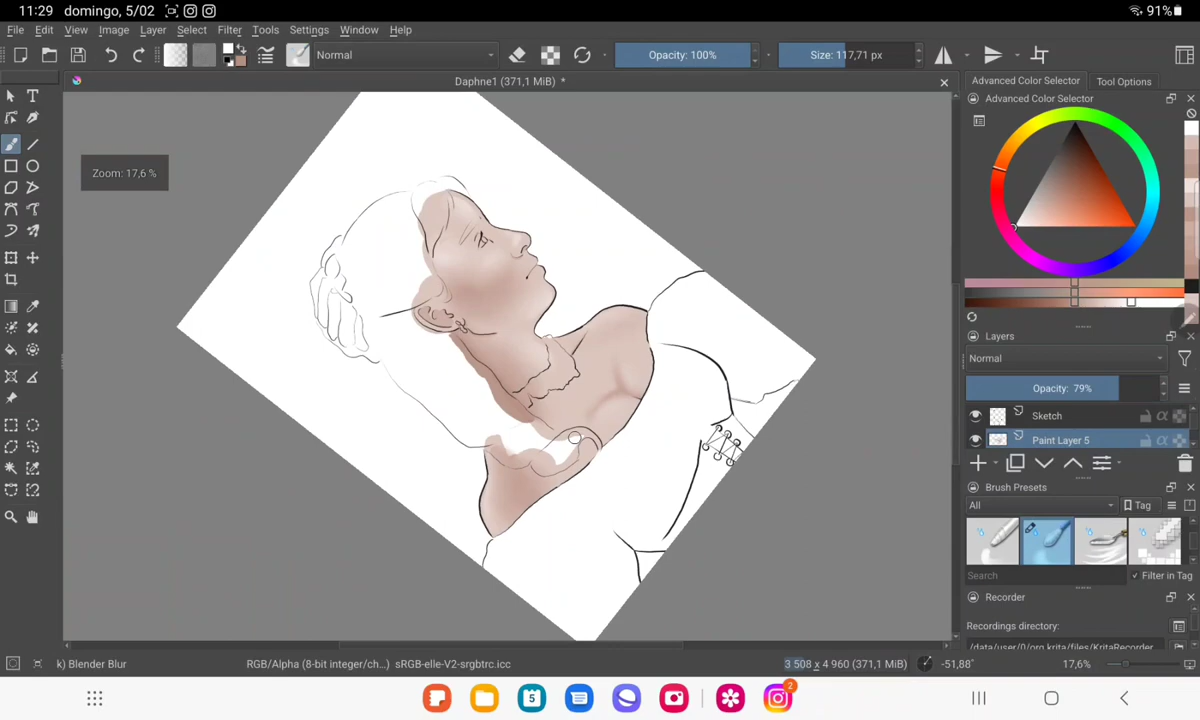 11:29 domingo, 5/02 91%
File Edit View Image Layer Select Filter Tools Settings Window Help
Normal Opacity: 100% Size: 117,71 px
Daphne1 (371,1 MiB) *
Advanced Color Selector Tool Options
Advanced Color Selector
Zoom: 17,6 %
Layers
Normal
Opacity: 79%
Sketch
Paint Layer 5
Brush Presets
All Tag
Search Filter in Tag
Recorder
Recordings directory:
/data/user/0/org.krita/files/KritaRecorder
k) Blender Blur RGB/Alpha (8-bit integer/ch...) sRGB-elle-V2-srgbtrc.icc 3 508 x 4 960 (371,1 MiB) -51,88° 17,6%
5 2